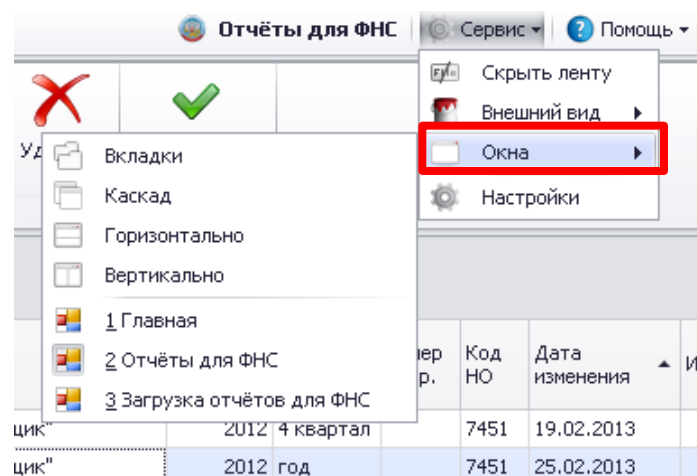 Отчёты для ФНС Сервис Помощь
Скрыть ленту
Внешний вид
Окна
Настройки
Вкладки
Каскад
Горизонтально
Вертикально
1 Главная
2 Отчёты для ФНС
3 Загрузка отчётов для ФНС
Код НО
Дата изменения
2012 4 квартал 7451 19.02.2013
2012 год 7451 25.02.2013